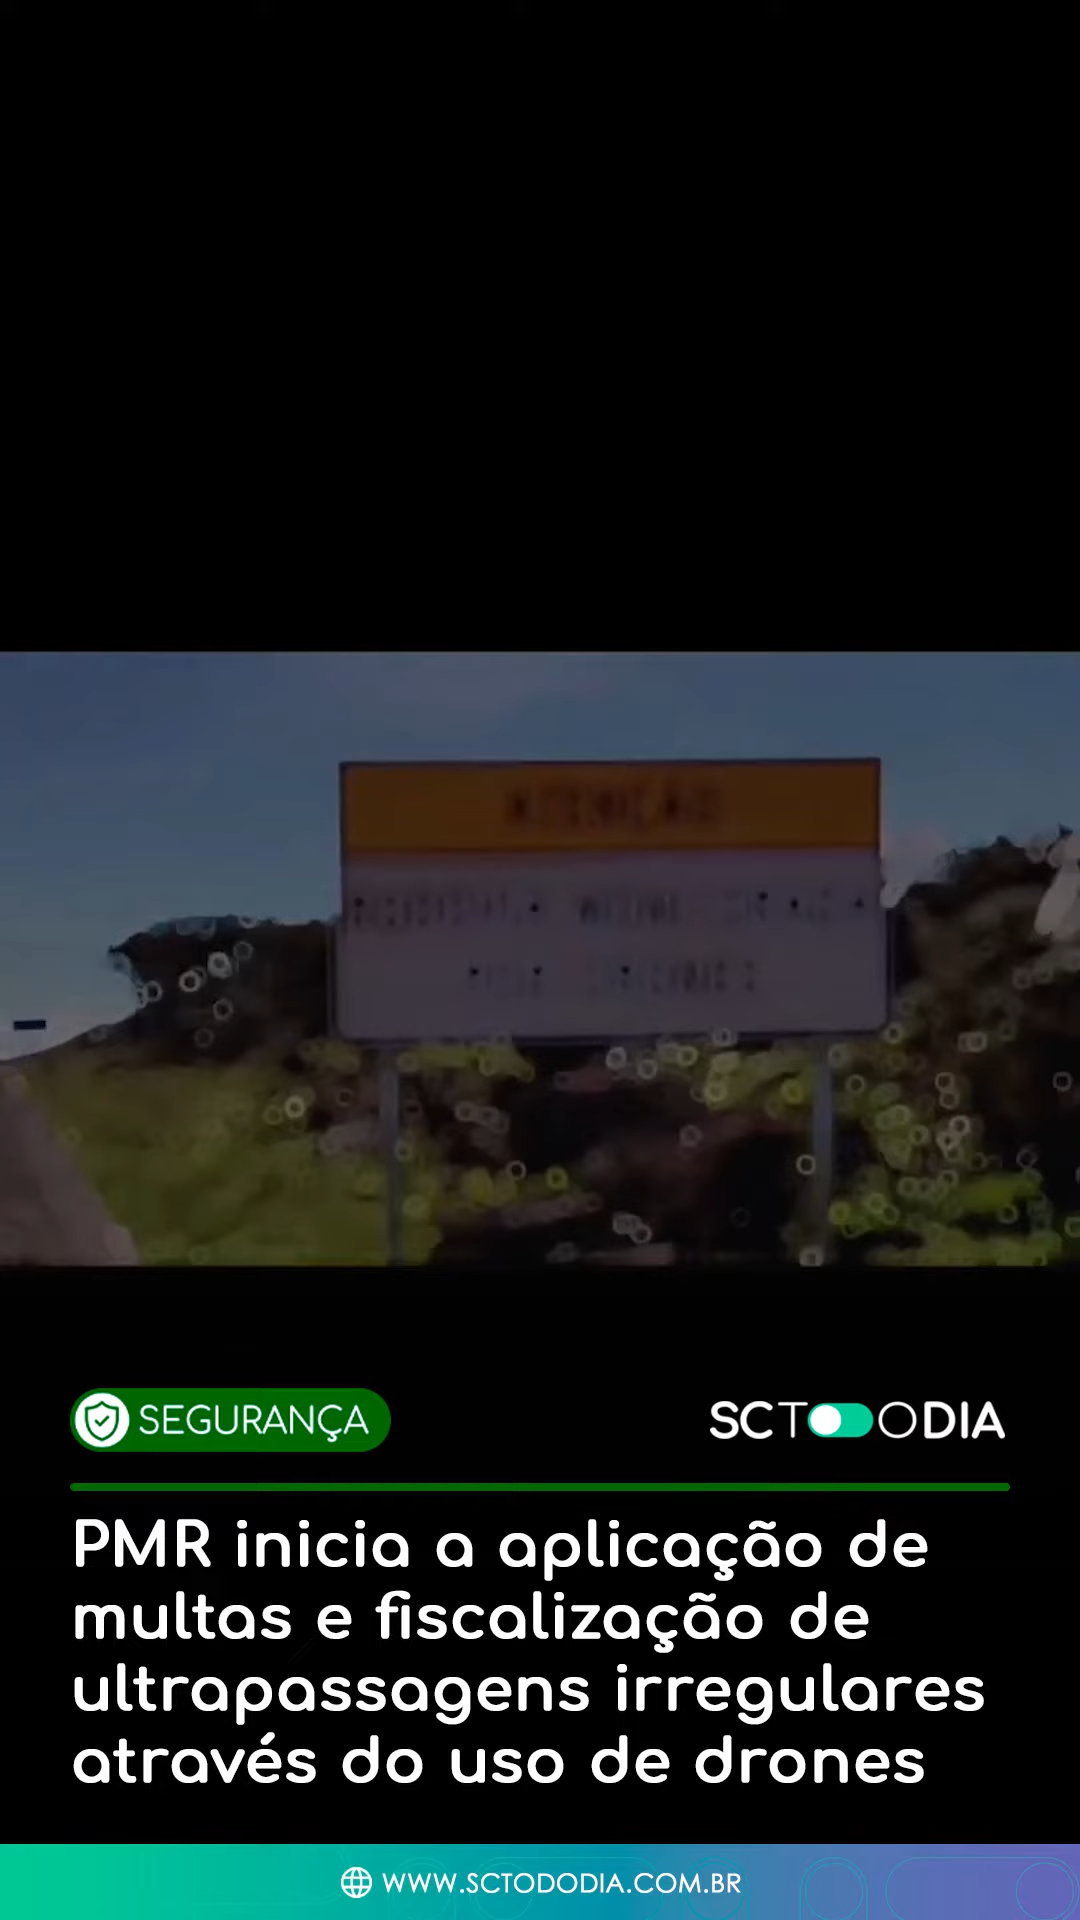 ATENÇÃO
SEGURANÇA
SCTODODIA
PMR inicia a aplicação de
multas e fiscalização de
ultrapassagens irregulares
através do uso de drones
WWW.SCTODODIA.COM.BR